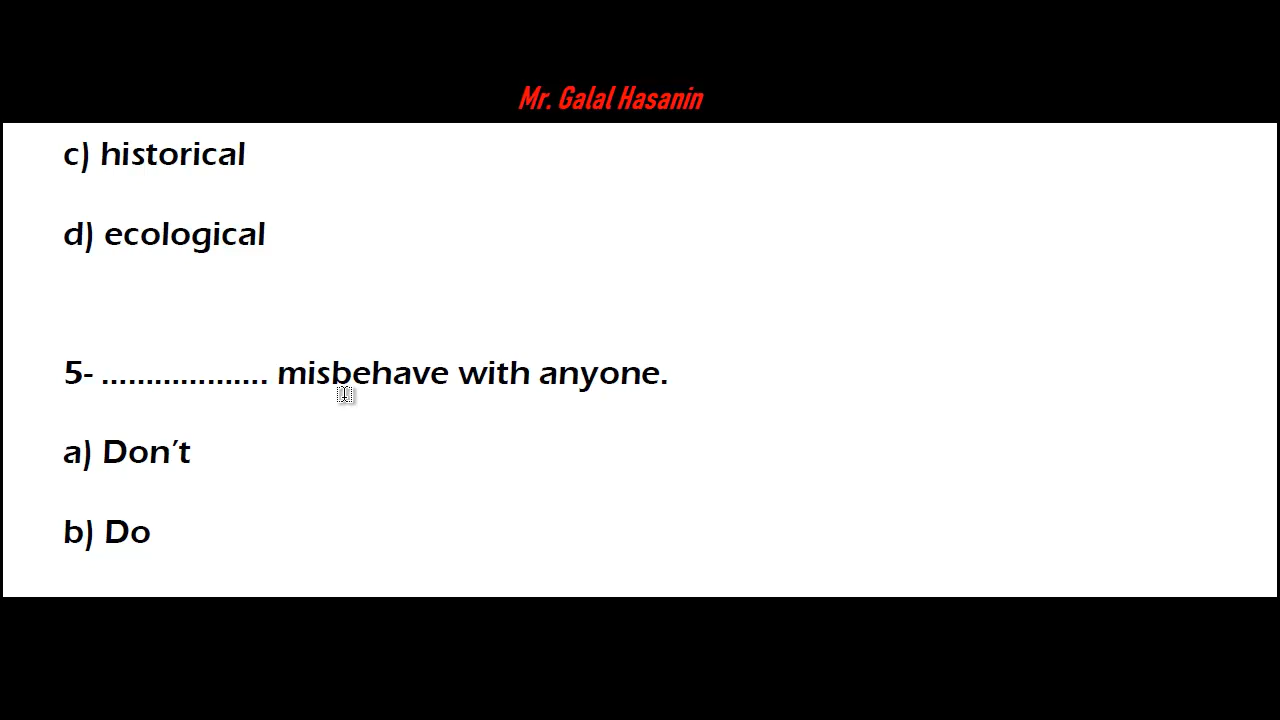 Mr. Galal Hasanin
c) historical
d) ecological
5- ................... misbehave with anyone.
a) Don’t
b) Do